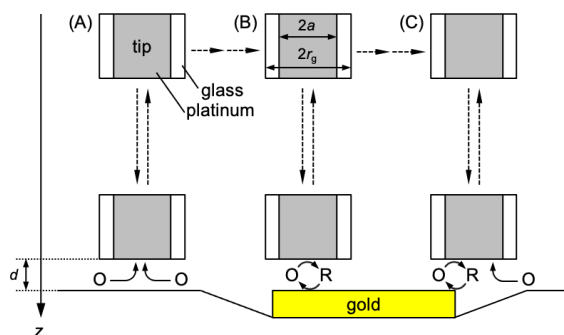 (A) (B) (C)
tip 2a
2rg
glass
platinum
d O O O R O R O
gold
z